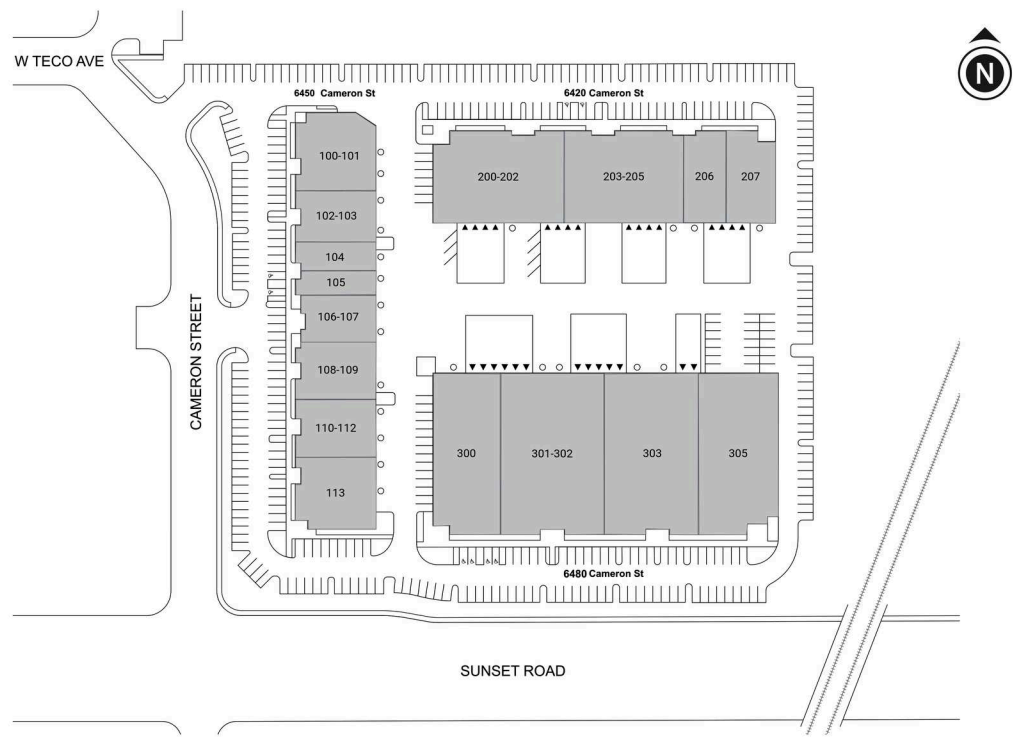 W TECO AVE
N
6450 Cameron St
6420 Cameron St
100-101
102-103
104
105
106-107
108-109
110-112
113
200-202
203-205
206
207
CAMERON STREET
300
301-302
303
305
6480 Cameron St
SUNSET ROAD